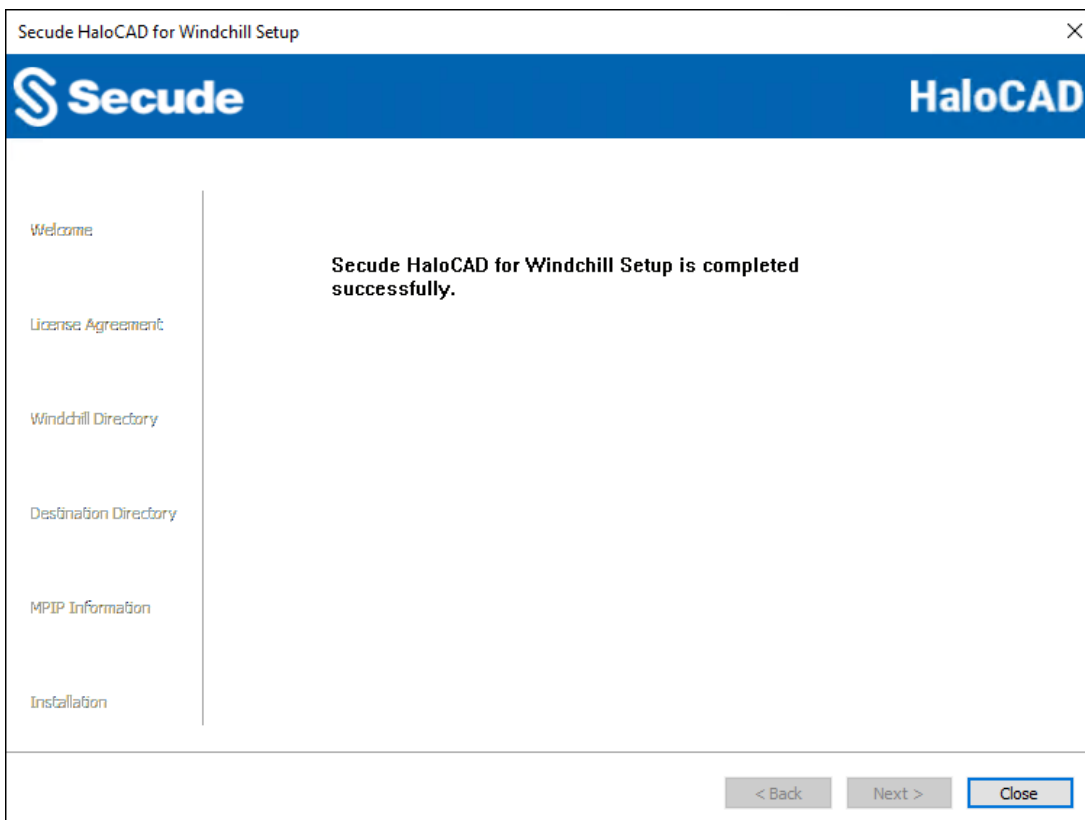 Secude HaloCAD for Windchill Setup
Secude
HaloCAD
Welcome
License Agreement
Windchill Directory
Destination Directory
MPIP Information
Installation
Secude HaloCAD for Windchill Setup is completed
successfully.
< Back
Next >
Close